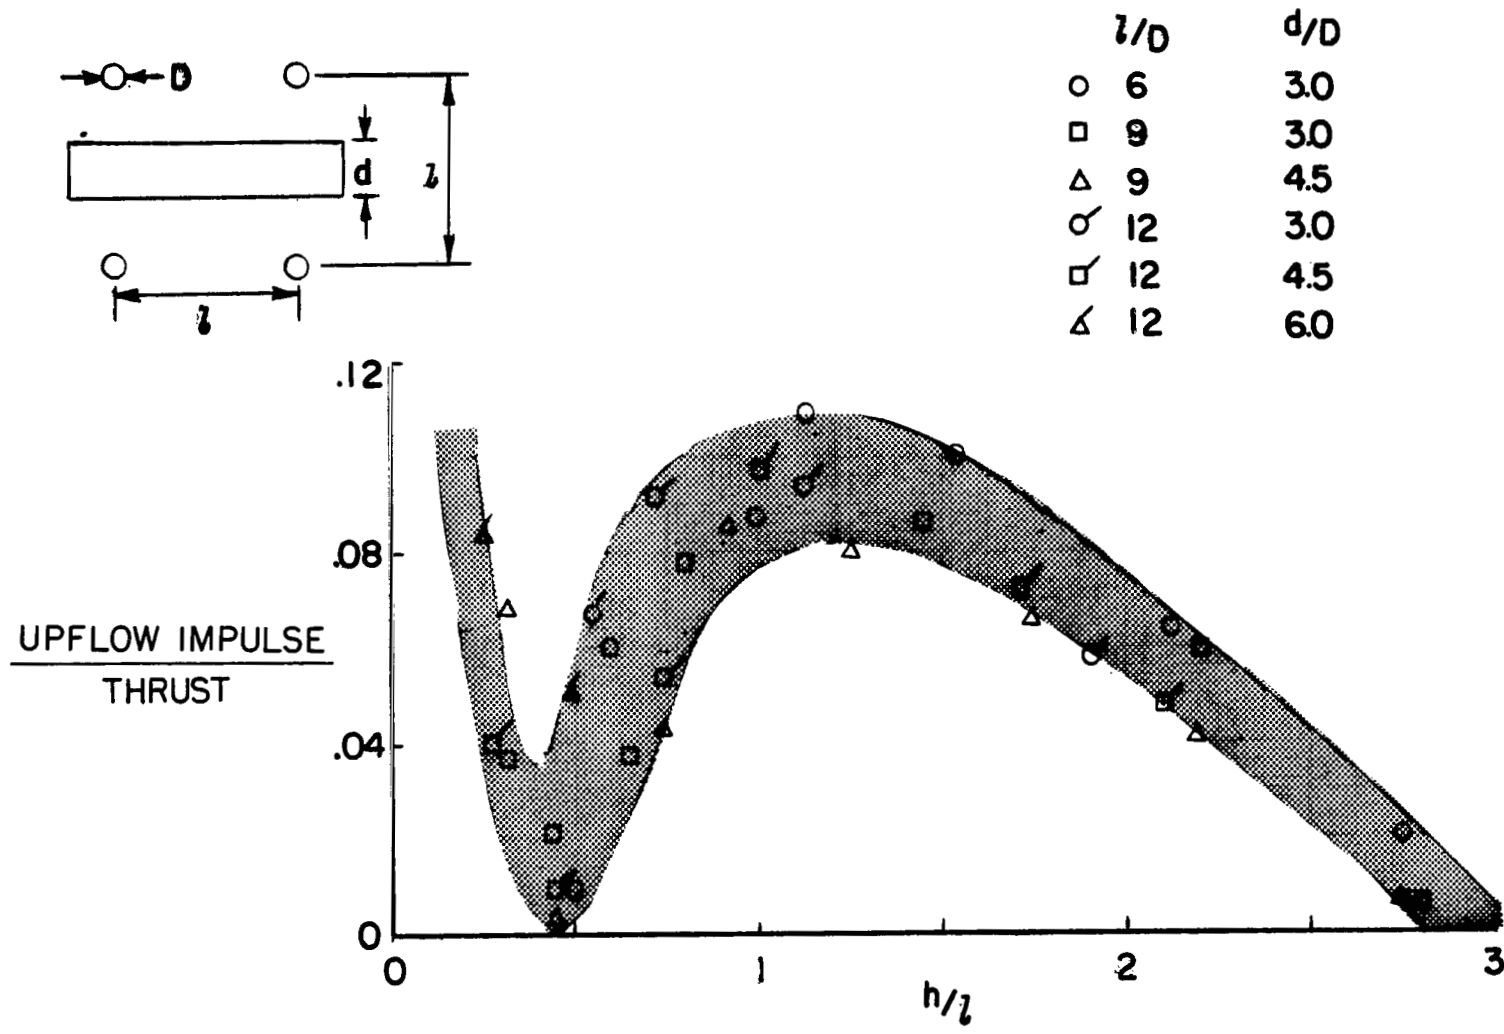 l/D d/D
6 3.0
9 3.0
9 4.5
12 3.0
12 4.5
12 6.0
D
d
l
l
.12
.08
.04
0
UPFLOW IMPULSE
THRUST
0 1 2 3
h/l